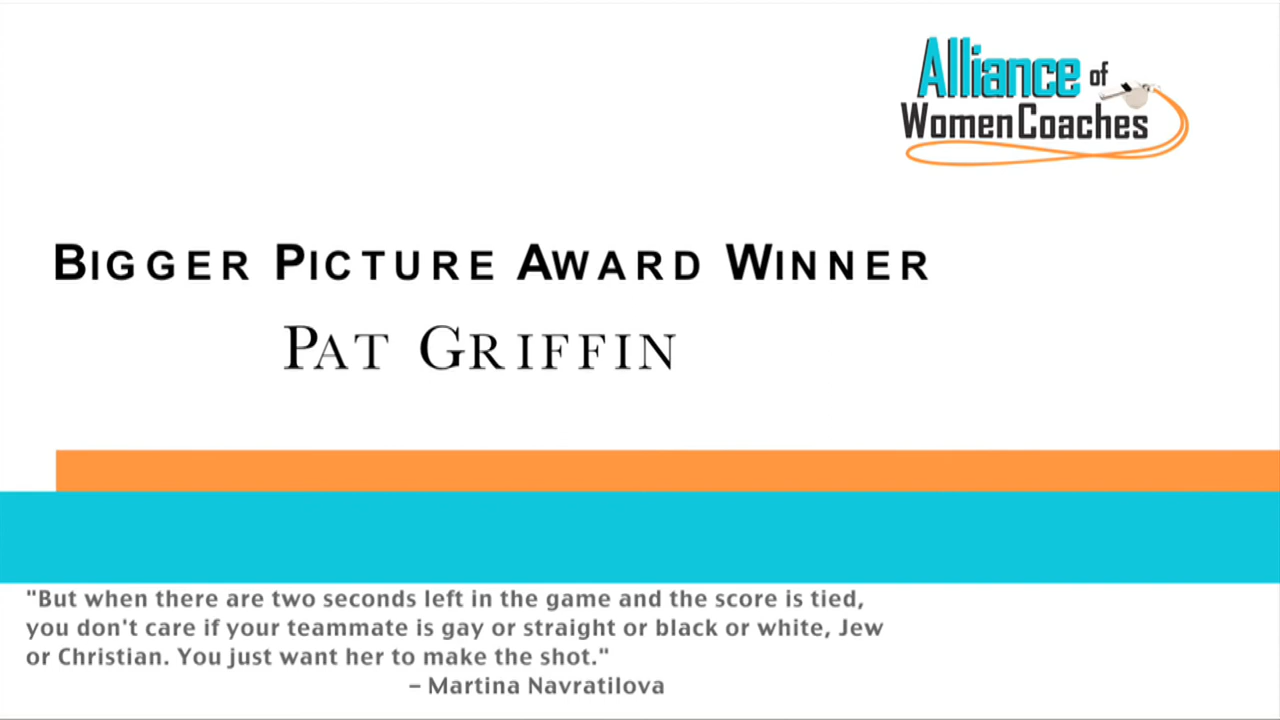 Alliance of
Women Coaches
BIGGER PICTURE AWARD WINNER
PAT GRIFFIN
"But when there are two seconds left in the game and the score is tied,
you don't care if your teammate is gay or straight or black or white, Jew
or Christian. You just want her to make the shot."
– Martina Navratilova